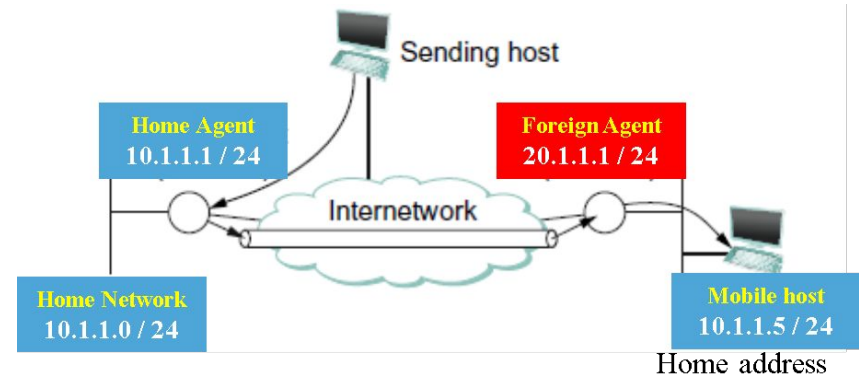 Sending host
Home Agent
10.1.1.1 / 24
Foreign Agent
20.1.1.1 / 24
Internetwork
Home Network
10.1.1.0 / 24
Mobile host
10.1.1.5 / 24
Home address